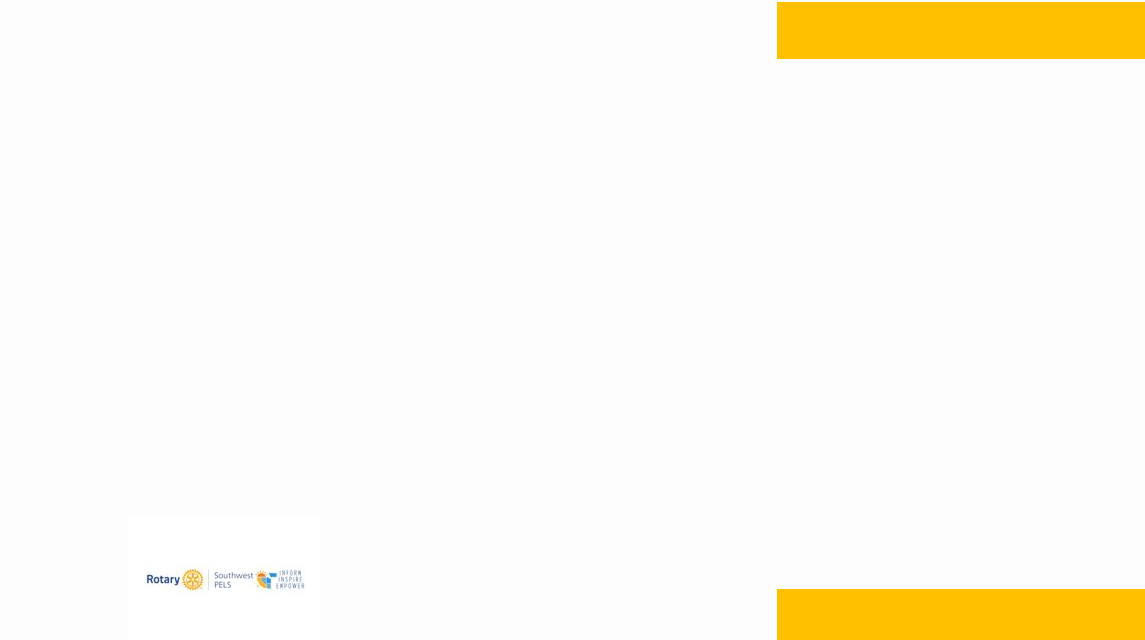 Rotary
Southwest
PELS
INFORM
INSPIRE
EMPOWER